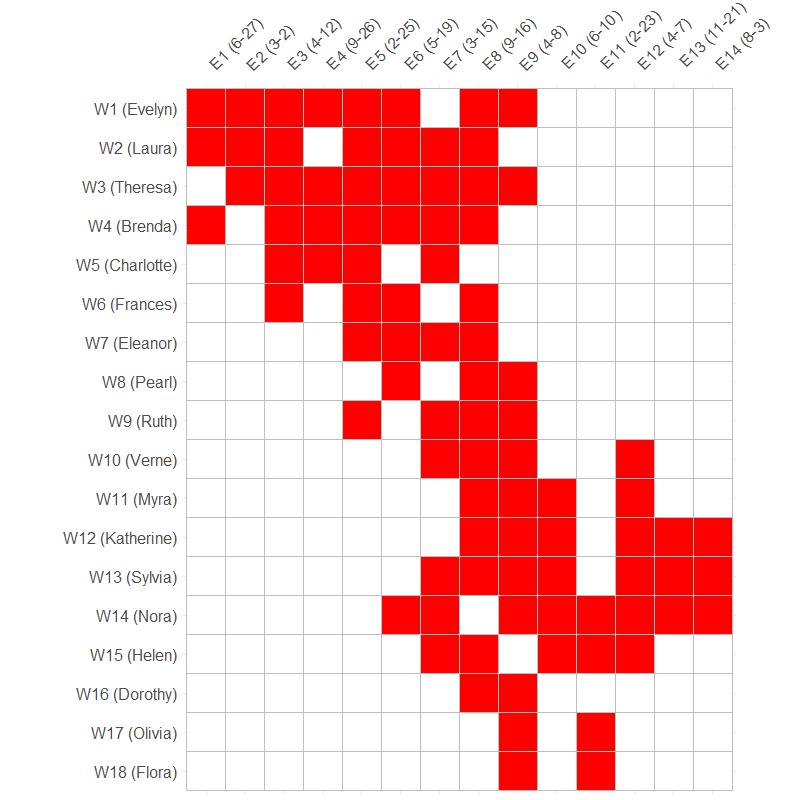 E1 (6-27)
E2 (3-2)
E3 (4-12)
E4 (9-26)
E5 (2-25)
E6 (5-19)
E7 (3-15)
E8 (9-16)
E9 (4-8)
E10 (6-10)
E11 (2-23)
E12 (4-7)
E13 (11-21)
E14 (8-3)
W1 (Evelyn)
W2 (Laura)
W3 (Theresa)
W4 (Brenda)
W5 (Charlotte)
W6 (Frances)
W7 (Eleanor)
W8 (Pearl)
W9 (Ruth)
W10 (Verne)
W11 (Myra)
W12 (Katherine)
W13 (Sylvia)
W14 (Nora)
W15 (Helen)
W16 (Dorothy)
W17 (Olivia)
W18 (Flora)